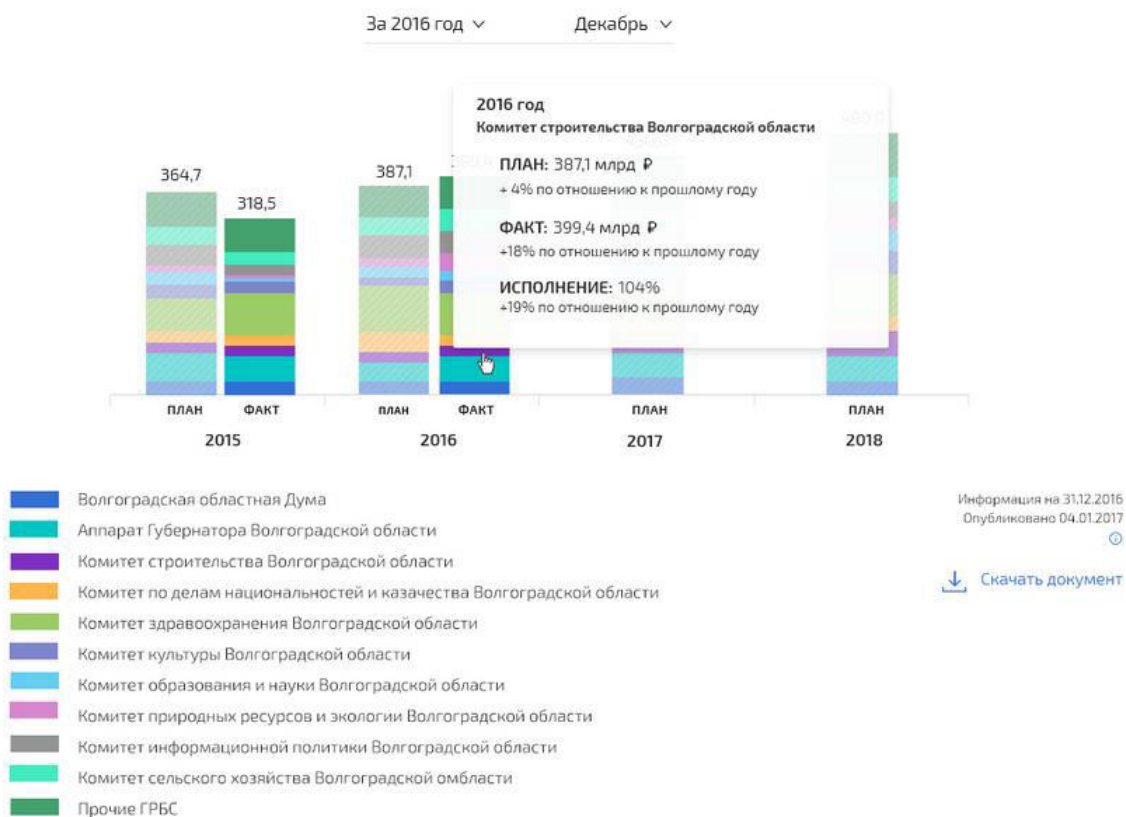 За 2016 год
Декабрь
2016 год
Комитет строительства Волгоградской области
ПЛАН: 387,1 млрд ₽
+ 4% по отношению к прошлому году
ФАКТ: 399,4 млрд ₽
+18% по отношению к прошлому году
ИСПОЛНЕНИЕ: 104%
+19% по отношению к прошлому году
364,7
318,5
387,1
ПЛАН
ФАКТ
ПЛАН
ФАКТ
ПЛАН
ПЛАН
2015
2016
2017
2018
Волгоградская областная Дума
Аппарат Губернатора Волгоградской области
Комитет строительства Волгоградской области
Комитет по делам национальностей и казачества Волгоградской области
Комитет здравоохранения Волгоградской области
Комитет культуры Волгоградской области
Комитет образования и науки Волгоградской области
Комитет природных ресурсов и экологии Волгоградской области
Комитет информационной политики Волгоградской области
Комитет сельского хозяйства Волгоградской омбласти
Прочие ГРБС
Информация на 31.12.2016
Опубликовано 04.01.2017
Скачать документ